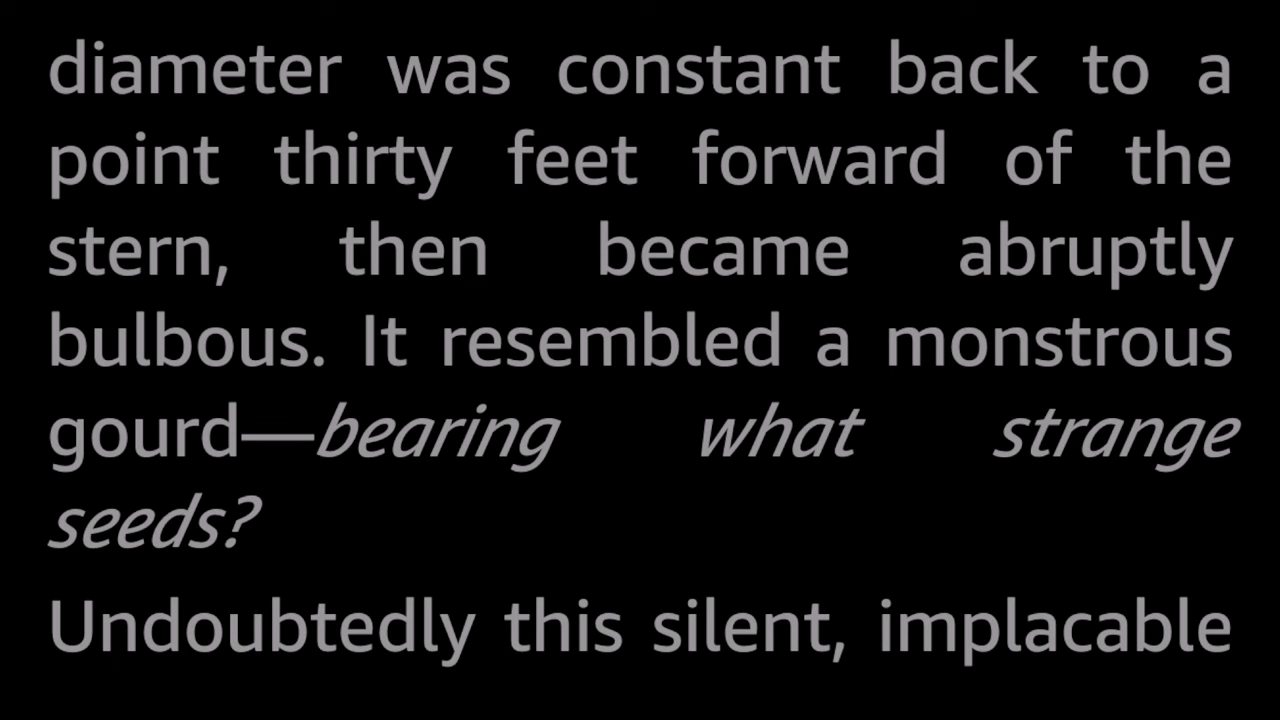 diameter was constant back to a
point thirty feet forward of the
stern, then became abruptly
bulbous. It resembled a monstrous
gourd—bearing what strange
seeds?
Undoubtedly this silent, implacable